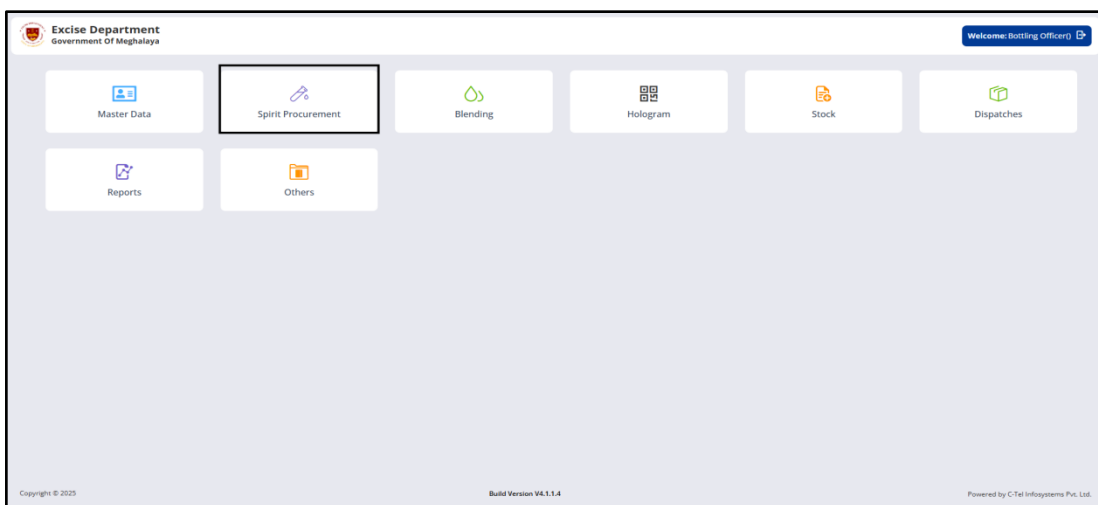 Excise Department
Government Of Meghalaya
Welcome: Bottling Officer()
Master Data
Spirit Procurement
Blending
Hologram
Stock
Dispatches
Reports
Others
Copyright © 2025
Build Version V4.1.1.4
Powered by C-Tel Infosystems Pvt. Ltd.